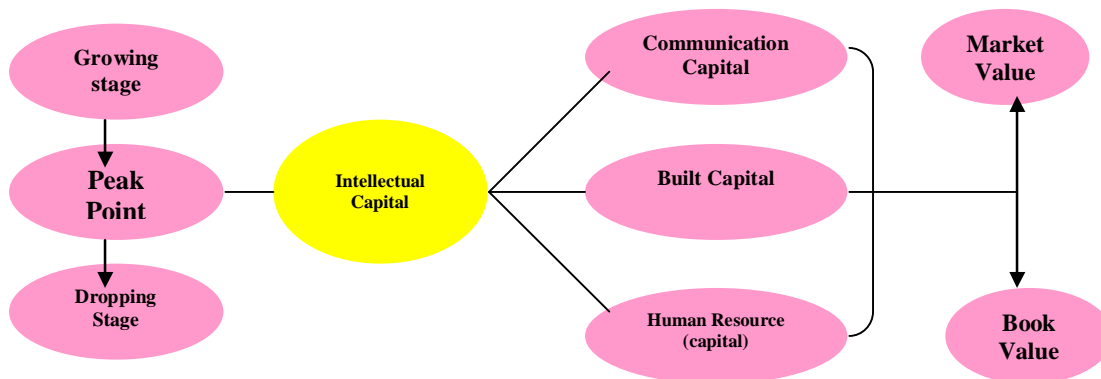 Growing
stage
Peak
Point
Dropping
Stage
Intellectual
Capital
Communication
Capital
Built Capital
Human Resource
(capital)
Market
Value
Book
Value